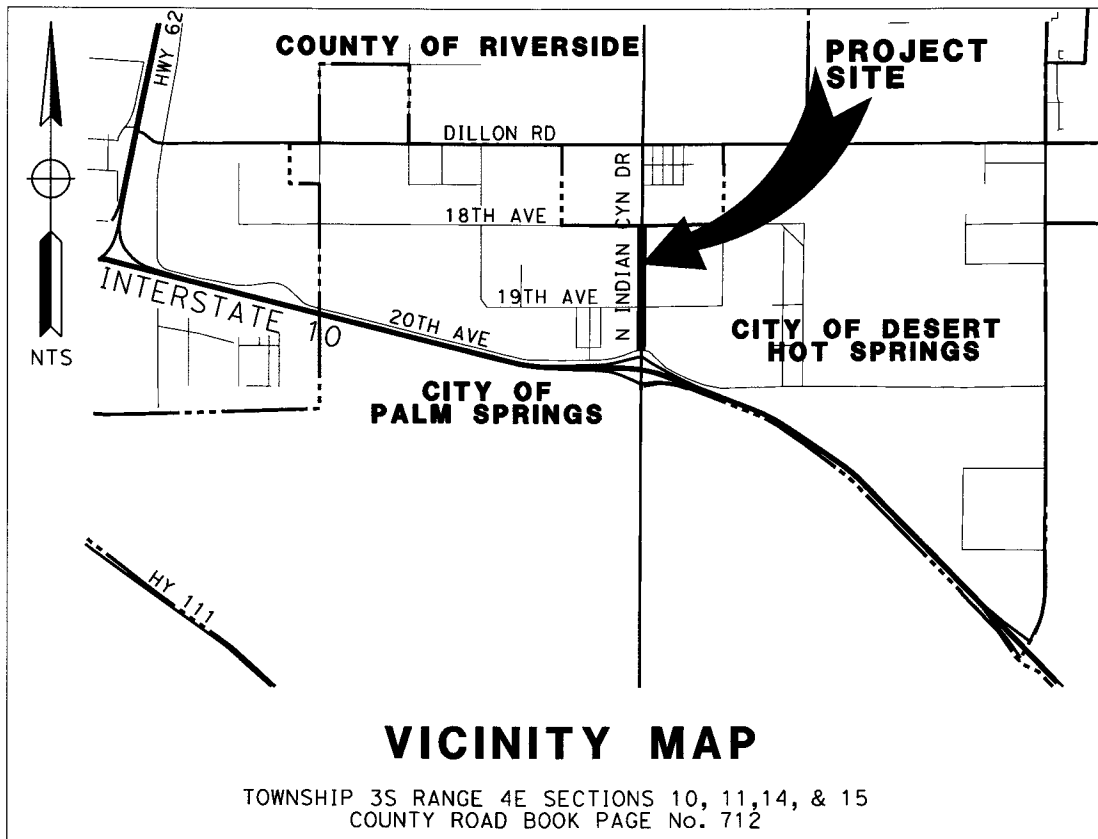 HWY 62
COUNTY OF RIVERSIDE
PROJECT
SITE
DILLON RD
N INDIAN CYN DR
18TH AVE
19TH AVE
INTERSTATE 10
20TH AVE
NTS
CITY OF DESERT
HOT SPRINGS
CITY OF
PALM SPRINGS
HY 111
VICINITY MAP
TOWNSHIP 3S RANGE 4E SECTIONS 10, 11,14, & 15
COUNTY ROAD BOOK PAGE No. 712